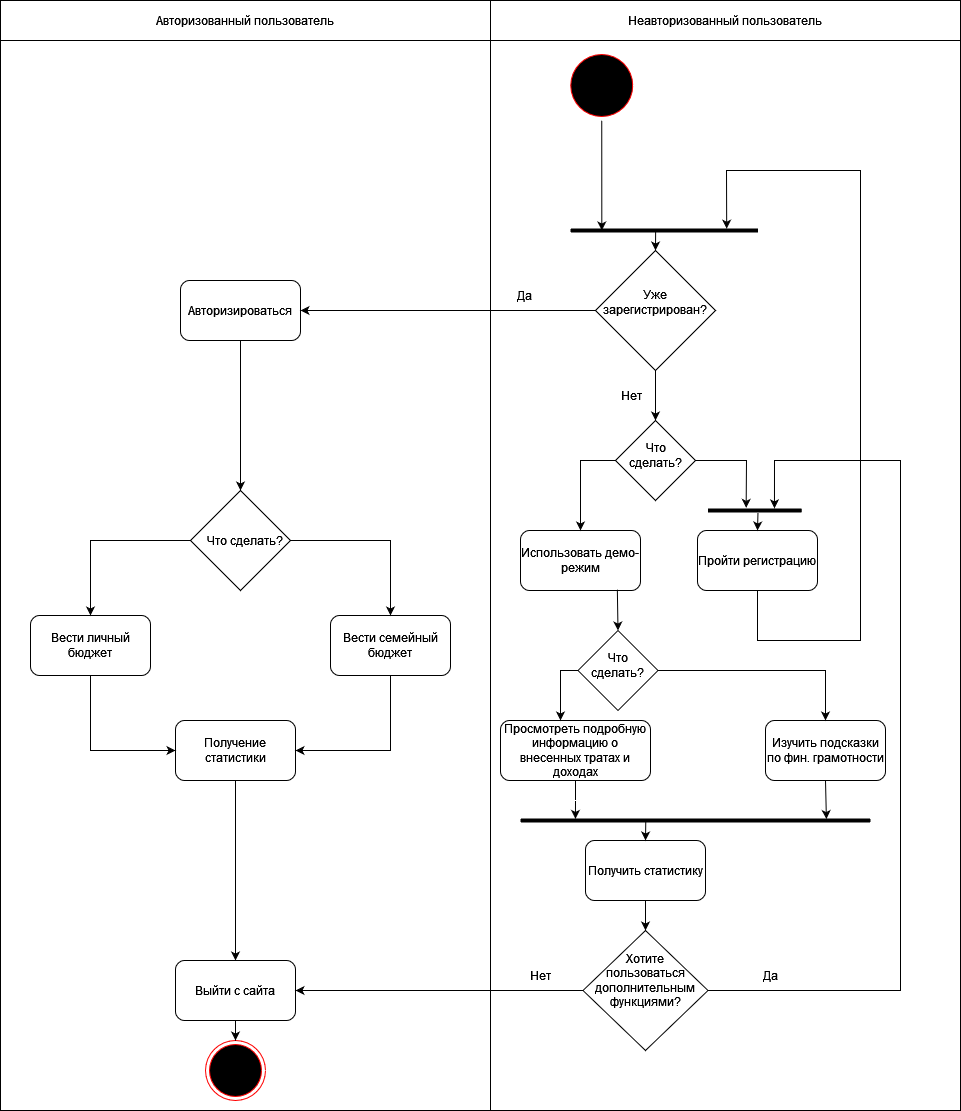 Авторизованный пользователь
Неавторизованный пользователь
Уже
зарегистрирован?
Да
Авторизироваться
Нет
Что
сделать?
Что сделать?
Использовать демо-
режим
Пройти регистрацию
Вести личный
бюджет
Вести семейный
бюджет
Что
сделать?
Получение
статистики
Просмотреть подробную
информацию о
внесенных тратах и
доходах
Изучить подсказки
по фин. грамотности
Получить статистику
Хотите
пользоваться
дополнительным
функциями?
Нет
Да
Выйти с сайта